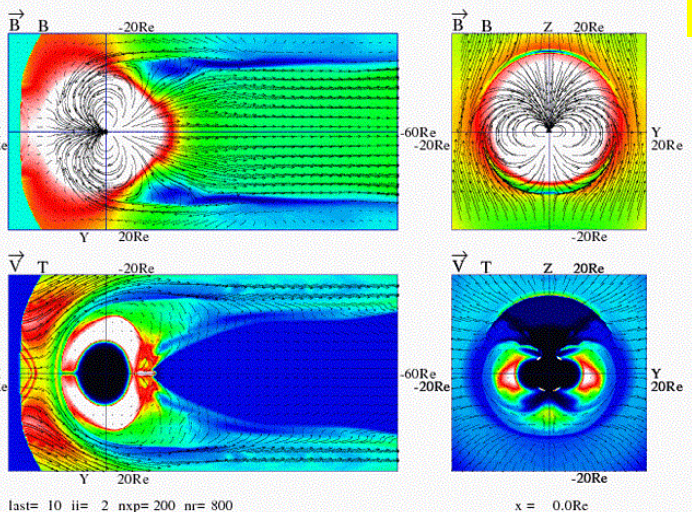 B B -20Re
B B Z
-60Re
-20Re
Y
20Re
e
Y 20Re
-20Re
V T -20Re
V T Z 20Re
-60Re
-20Re
Y
20Re
e
Y 20Re
-20Re
last= 10 ii= 2 nxp= 200 nr= 800
x = 0.0Re